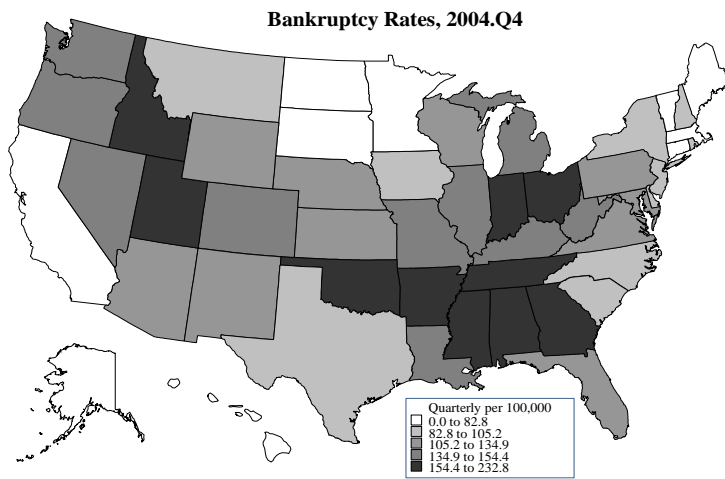 Bankruptcy Rates, 2004.Q4
Quarterly per 100,000
0.0 to 82.8
82.8 to 105.2
105.2 to 134.9
134.9 to 154.4
154.4 to 232.8